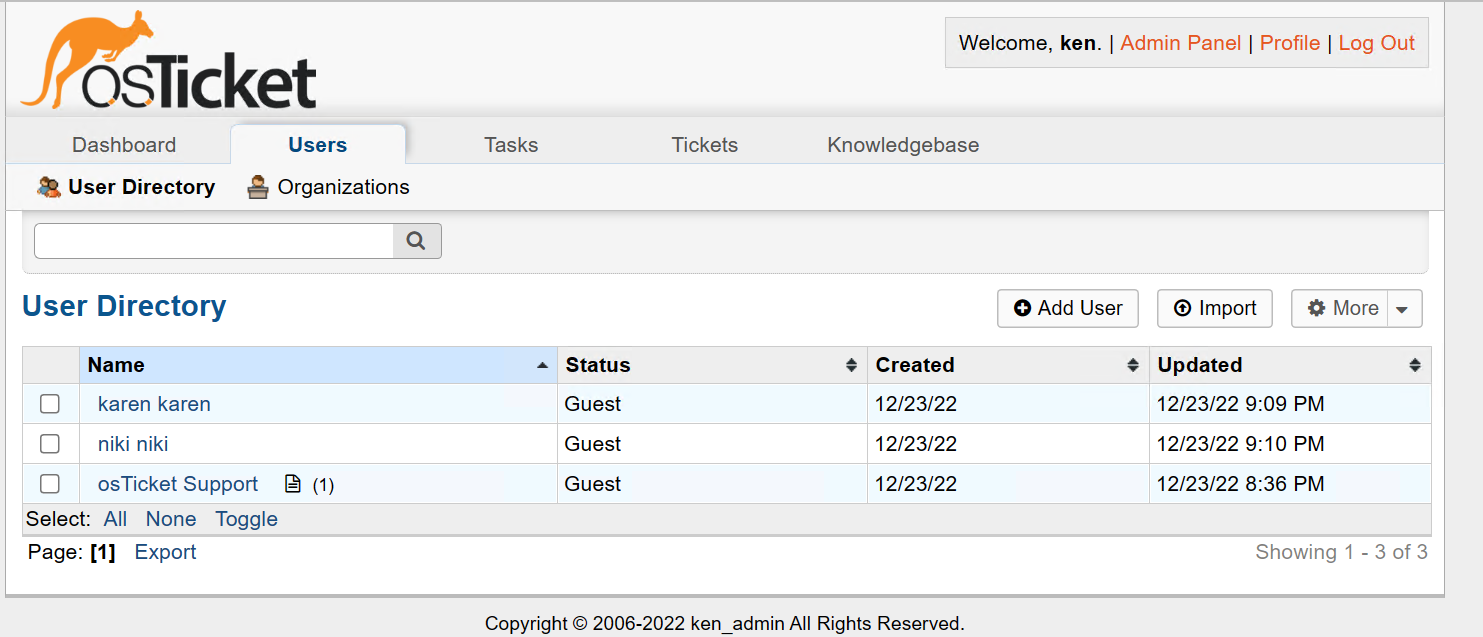 osTicket
Welcome, ken. | Admin Panel | Profile | Log Out
Dashboard Users Tasks Tickets Knowledgebase
User Directory Organizations
User Directory Add User Import More
Name Status Created Updated
karen karen Guest 12/23/22 12/23/22 9:09 PM
niki niki Guest 12/23/22 12/23/22 9:10 PM
osTicket Support (1) Guest 12/23/22 12/23/22 8:36 PM
Select: All None Toggle
Page: [1] Export Showing 1 - 3 of 3
Copyright © 2006-2022 ken_admin All Rights Reserved.